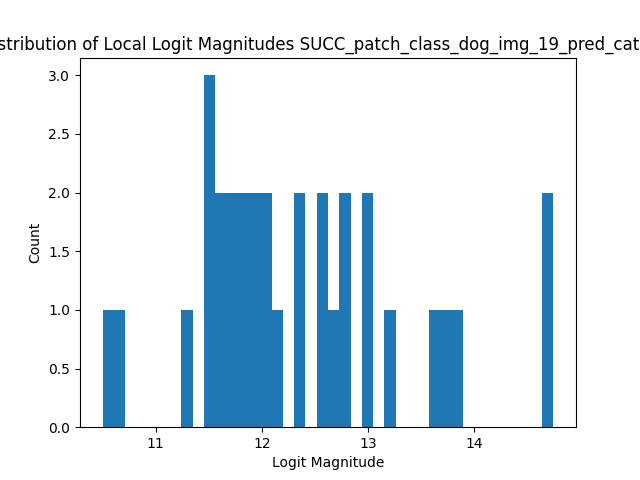 stribution of Local Logit Magnitudes SUCC_patch_class_dog_img_19_pred_cat
3.0
2.5
2.0
1.5
1.0
0.5
0.0
Count
11 12 13 14
Logit Magnitude